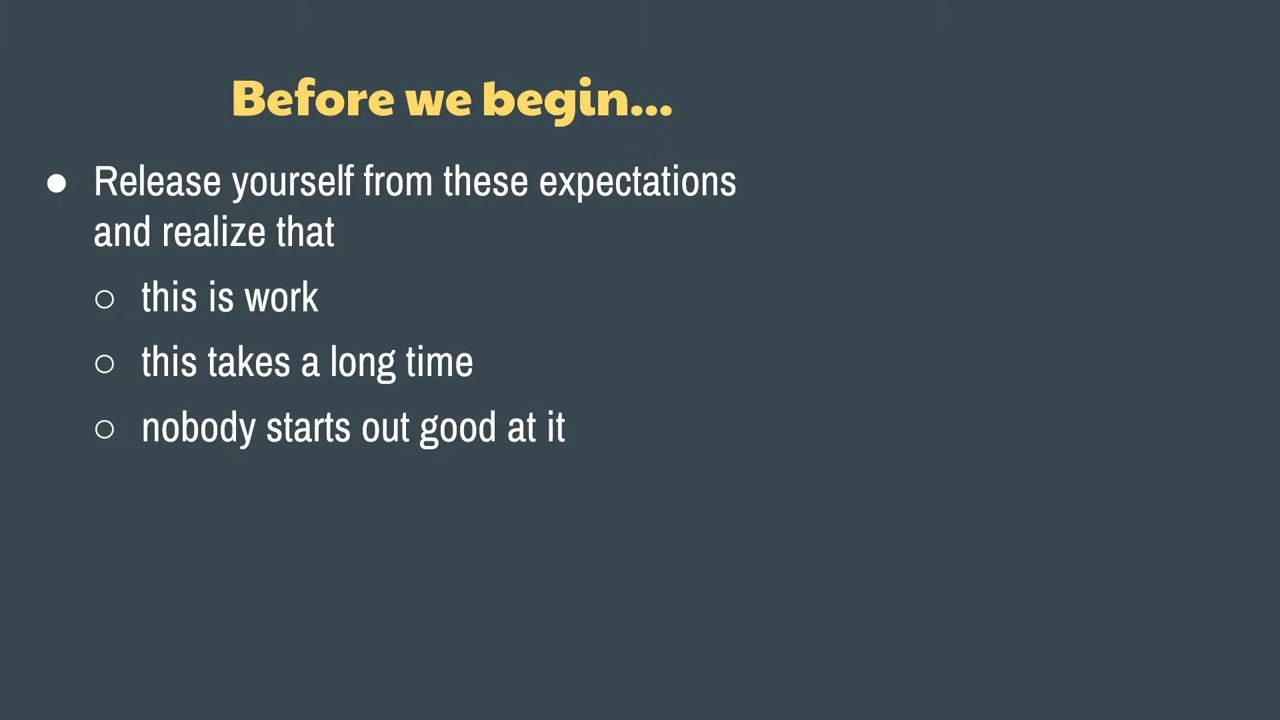 Before we begin...
● Release yourself from these expectations
and realize that
○ this is work
○ this takes a long time
○ nobody starts out good at it